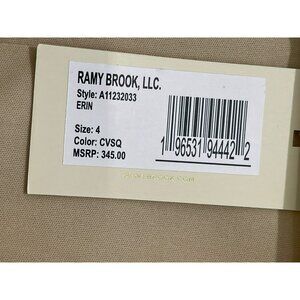 RAMY BROOK, LLC.
Style: A11232033
ERIN
Size: 4
Color: CVSQ
MSRP: 345.00
1 96531 94442 2